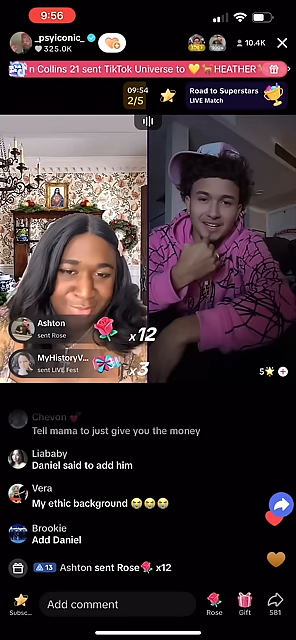 9:56
54
_psyiconic_
325.0K
10.4K
n Collins 21 sent TikTok Universe to 💛🦌HEATHER
09:54
2/5
Road to Superstars
LIVE Match
Ashton
sent Rose
x12
MyHistoryV...
sent LIVE Fest
x3
5
Chevon 💕
Tell mama to just give you the money
Liababy
Daniel said to add him
Vera
My ethic background 😭😭😭
Brookie
Add Daniel
13 Ashton sent Rose🌹 x12
Subsc...
Add comment
Rose
Gift
581